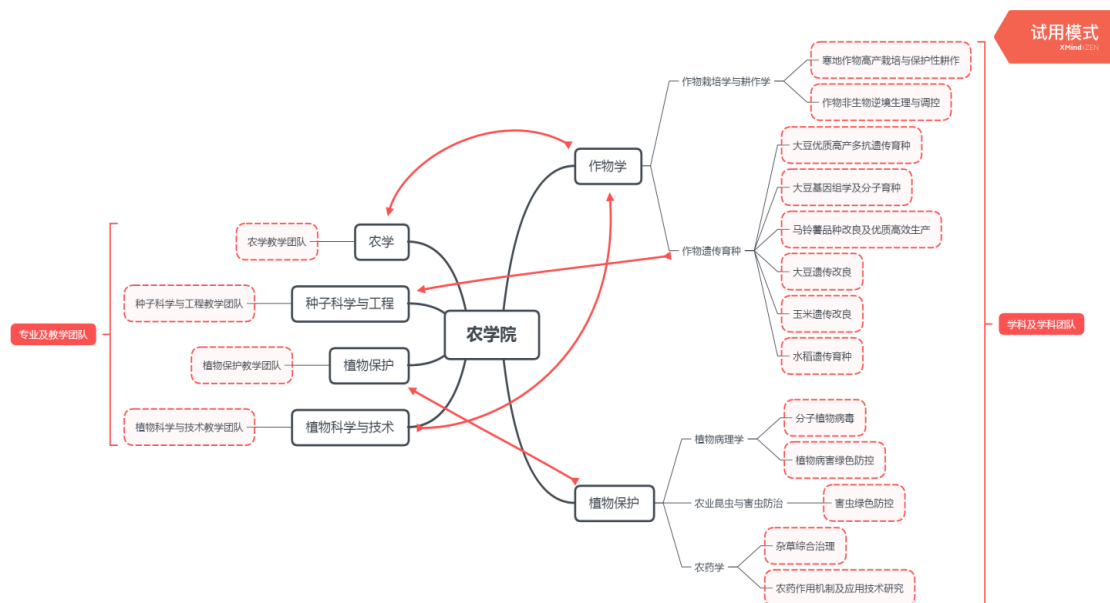 试用模式
XMind:ZEN
农学院
农学
农学教学团队
种子科学与工程
种子科学与工程教学团队
植物保护
植物保护教学团队
植物科学与技术
植物科学与技术教学团队
专业及教学团队
作物学
作物栽培学与耕作学
寒地作物高产栽培与保护性耕作
作物非生物逆境生理与调控
作物遗传育种
大豆优质高产多抗遗传育种
大豆基因组学及分子育种
马铃薯品种改良及优质高效生产
大豆遗传改良
玉米遗传改良
水稻遗传育种
植物保护
植物病理学
分子植物病毒
植物病害绿色防控
农业昆虫与害虫防治
害虫绿色防控
农药学
杂草综合治理
农药作用机制及应用技术研究
学科及学科团队